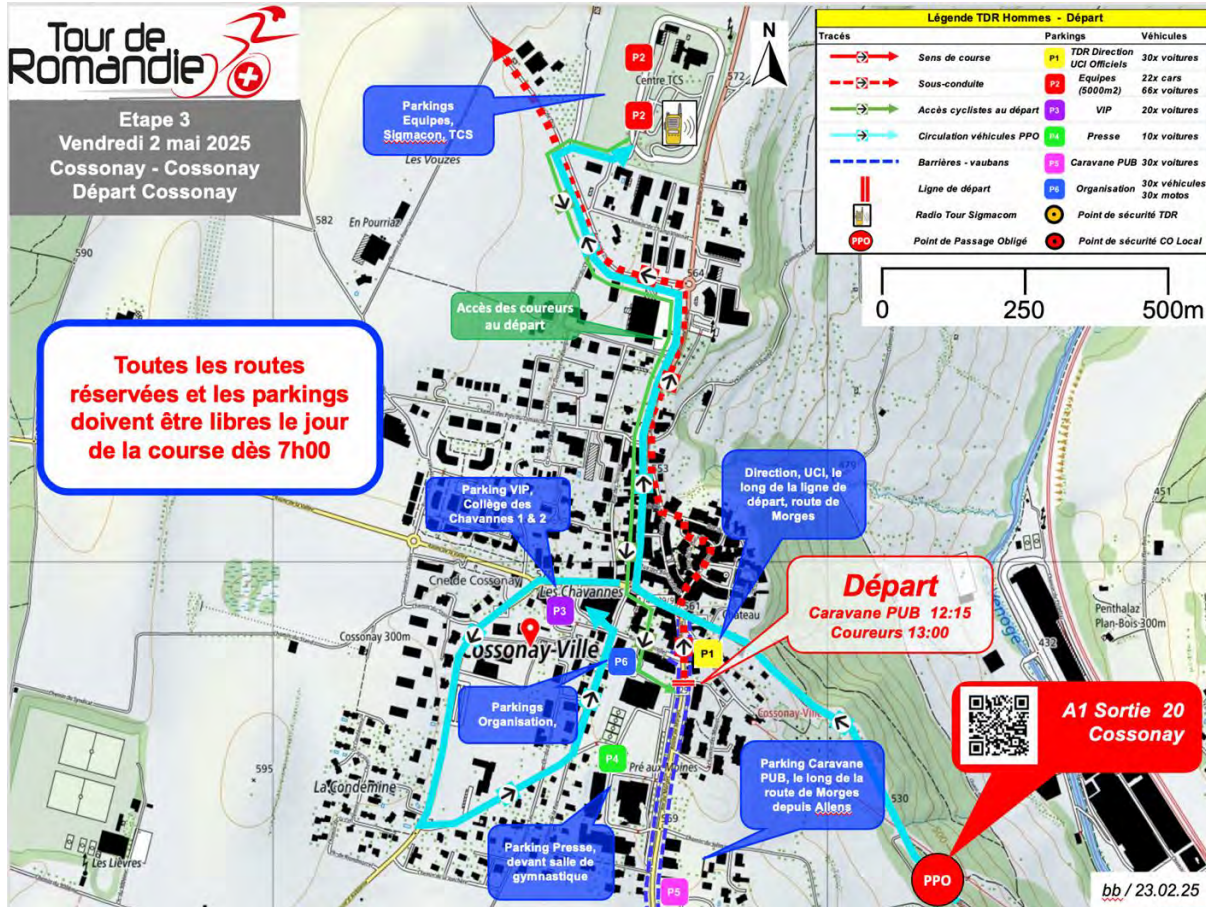 Tour de
Romandie
Etape 3
Vendredi 2 mai 2025
Cossonay - Cossonay
Départ Cossonay
Légende TDR Hommes - Départ
Tracés
Parkings
Véhicules
Sens de course
P1
TDR Direction
UCI Officiels
30x voitures
Sous-conduite
P2
Equipes
(5000m2)
22x cars
66x voitures
Accès cyclistes au départ
P3
VIP
20x voitures
Circulation véhicules PPO
P4
Presse
10x voitures
Barrières - vaubans
P5
Caravane PUB
30x voitures
Ligne de départ
P6
Organisation
30x véhicules
30x motos
Radio Tour Sigmacom
Point de sécurité TDR
PPO
Point de Passage Obligé
Point de sécurité CO Local
N
0
250
500m
Parkings
Equipes,
Sigmacon, TCS
P2
Centre TCS
P2
572
Les Vouzes
582
En Pourriaz
590
564
Accès des coureurs
au départ
Toutes les routes
réservées et les parkings
doivent être libres le jour
de la course dès 7h00
Parking VIP,
Collège des
Chavannes 1 & 2
Direction, UCI, le
long de la ligne de
départ, route de
Morges
479
451
553
Départ
Caravane PUB 12:15
Coureurs 13:00
Cne de Cossonay
Les Chavannes
P3
561
Château
Cossonay 300m
Cossonay-Ville
P6
P1
Penthalaz
Plan-Bois 300m
432
Parkings
Organisation,
Cossonay-Ville
A1 Sortie 20
Cossonay
595
P4
Pré aux Moines
Parking Caravane
PUB, le long de la
route de Morges
depuis Allens
La Condémine
530
500
569
Les Lièvres
Parking Presse,
devant salle de
gymnastique
P5
PPO
bb / 23.02.25